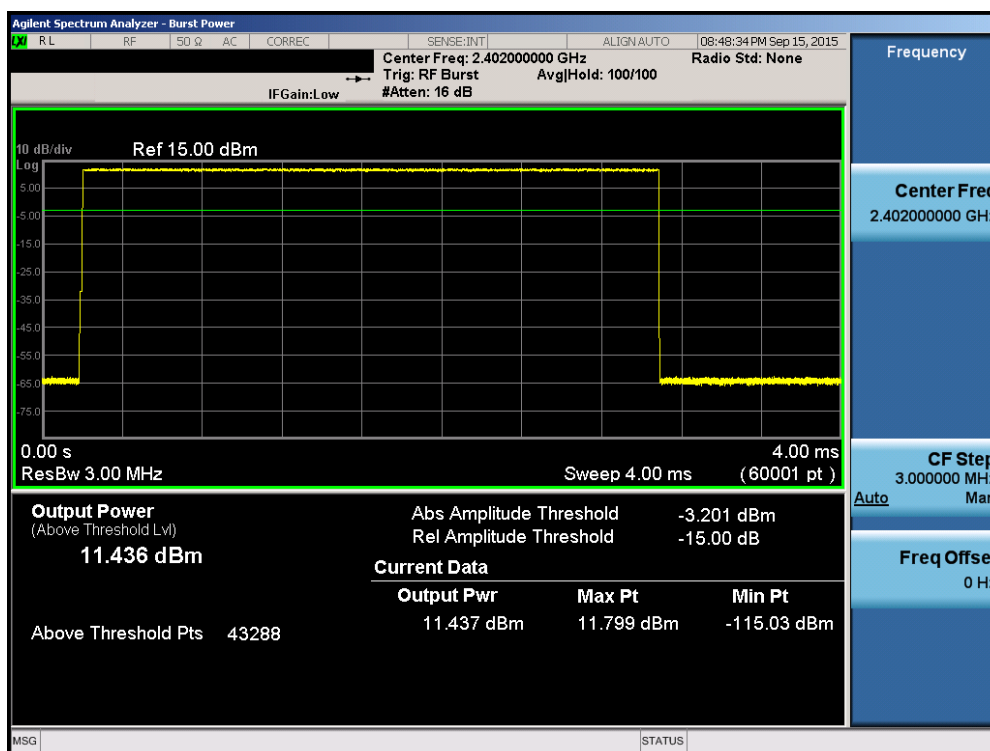 Agilent Spectrum Analyzer - Burst Power
LXI RL RF 50 Ω AC CORREC SENSE:INT ALIGN AUTO 08:48:34 PM Sep 15, 2015
Center Freq: 2.402000000 GHz Radio Std: None
Trig: RF Burst Avg|Hold: 100/100
IFGain:Low #Atten: 16 dB
10 dB/div Ref 15.00 dBm
Log
5.00
-5.00
-15.0
-25.0
-35.0
-45.0
-55.0
-65.0
-75.0
0.00 s 4.00 ms
ResBw 3.00 MHz Sweep 4.00 ms (60001 pt)
Output Power
(Above Threshold Lvl)
11.436 dBm
Above Threshold Pts 43288
Abs Amplitude Threshold -3.201 dBm
Rel Amplitude Threshold -15.00 dB
Current Data
Output Pwr Max Pt Min Pt
11.437 dBm 11.799 dBm -115.03 dBm
Frequency
Center Freq
2.402000000 GH
CF Step
3.000000 MH
Auto Man
Freq Offse
0 H
MSG STATUS